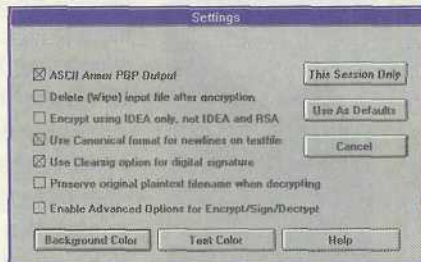 Settings
ASCII Armor PGP Output
This Session Only
Delete (Wipe) input file after encryption
Use As Defaults
Encrypt using IDEA only, not IDEA and RSA
Use Canonical format for newlines on textfile
Cancel
Use Clearsig option for digital signature
Preserve original plaintext filename when decrypting
Enable Advanced Options for Encrypt/Sign/Decrypt
Background Color
Text Color
Help